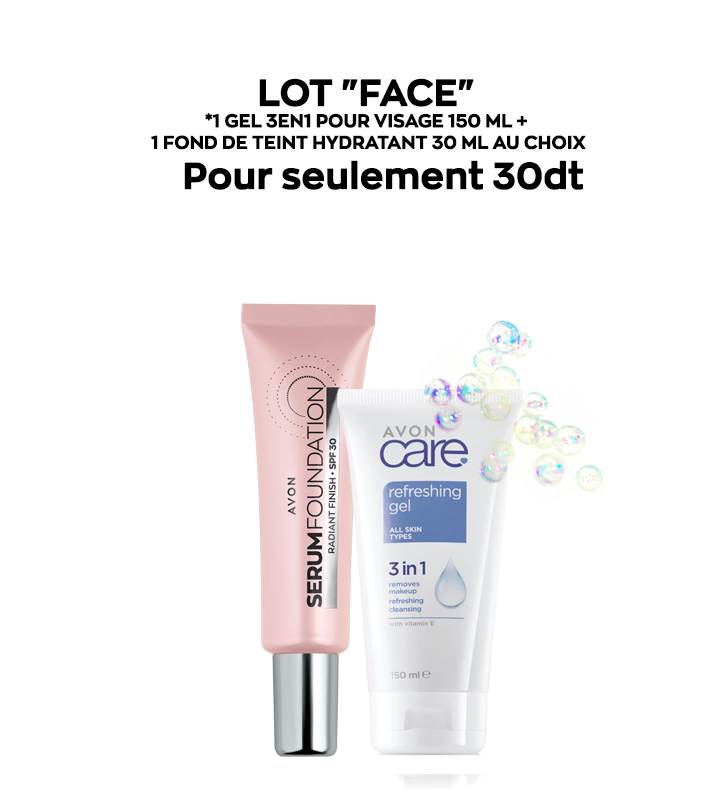 LOT "FACE"
*1 GEL 3EN1 POUR VISAGE 150 ML +
1 FOND DE TEINT HYDRATANT 30 ML AU CHOIX
Pour seulement 30dt
AVON
SERUMFOUNDATION
RADIANT FINISH • SPF 30
AVON
care
refreshing
gel
ALL SKIN
TYPES
3 in 1
removes
makeup
refreshing
cleansing
with vitamin E
150 ml ℮